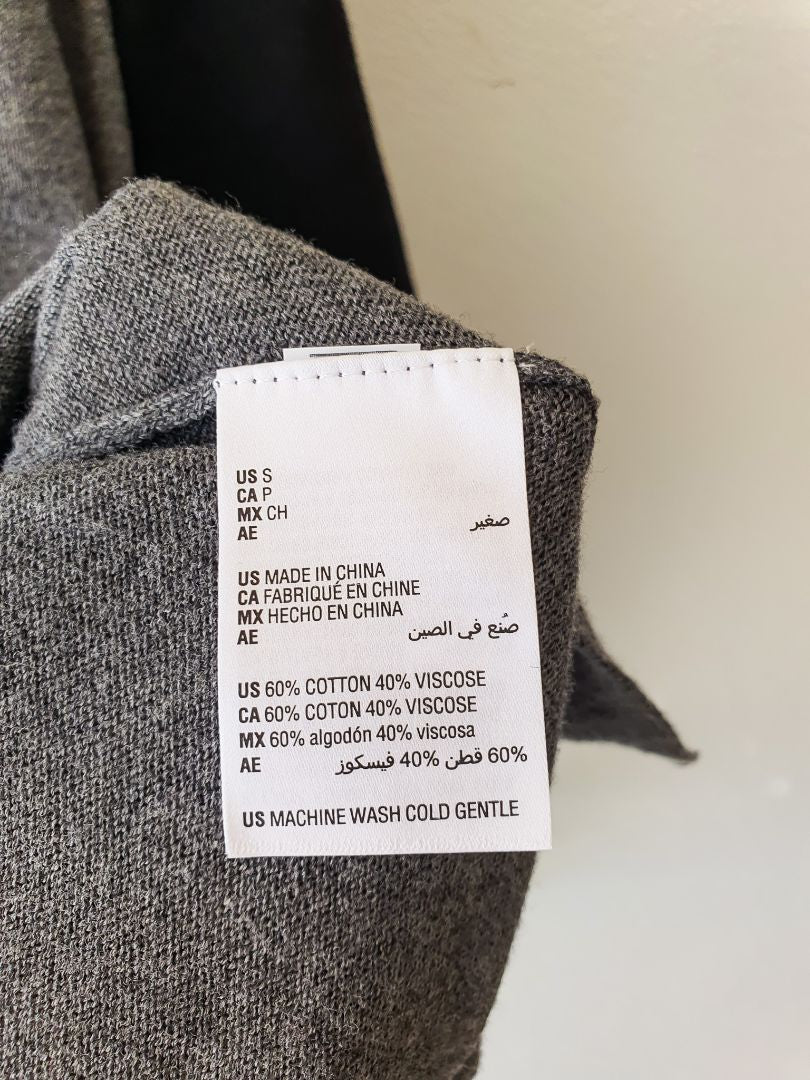 US S
CA P
MX CH
AE صغير
US MADE IN CHINA
CA FABRIQUÉ EN CHINE
MX HECHO EN CHINA
AE صُنع في الصين
US 60% COTTON 40% VISCOSE
CA 60% COTON 40% VISCOSE
MX 60% algodón 40% viscosa
AE 60% قطن 40% فيسكوز
US MACHINE WASH COLD GENTLE